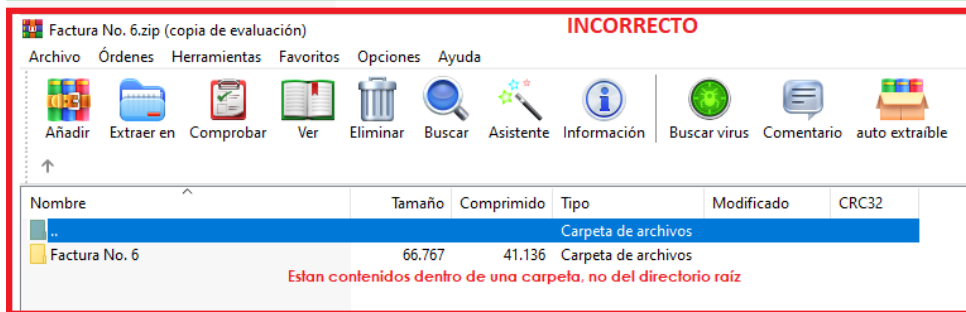 Factura No. 6.zip (copia de evaluación)
INCORRECTO
Archivo Órdenes Herramientas Favoritos Opciones Ayuda
Añadir Extraer en Comprobar Ver Eliminar Buscar Asistente Información Buscar virus Comentario auto extraíble
Nombre Tamaño Comprimido Tipo Modificado CRC32
.. Carpeta de archivos
Factura No. 6 66.767 41.136 Carpeta de archivos
Estan contenidos dentro de una carpeta, no del directorio raíz